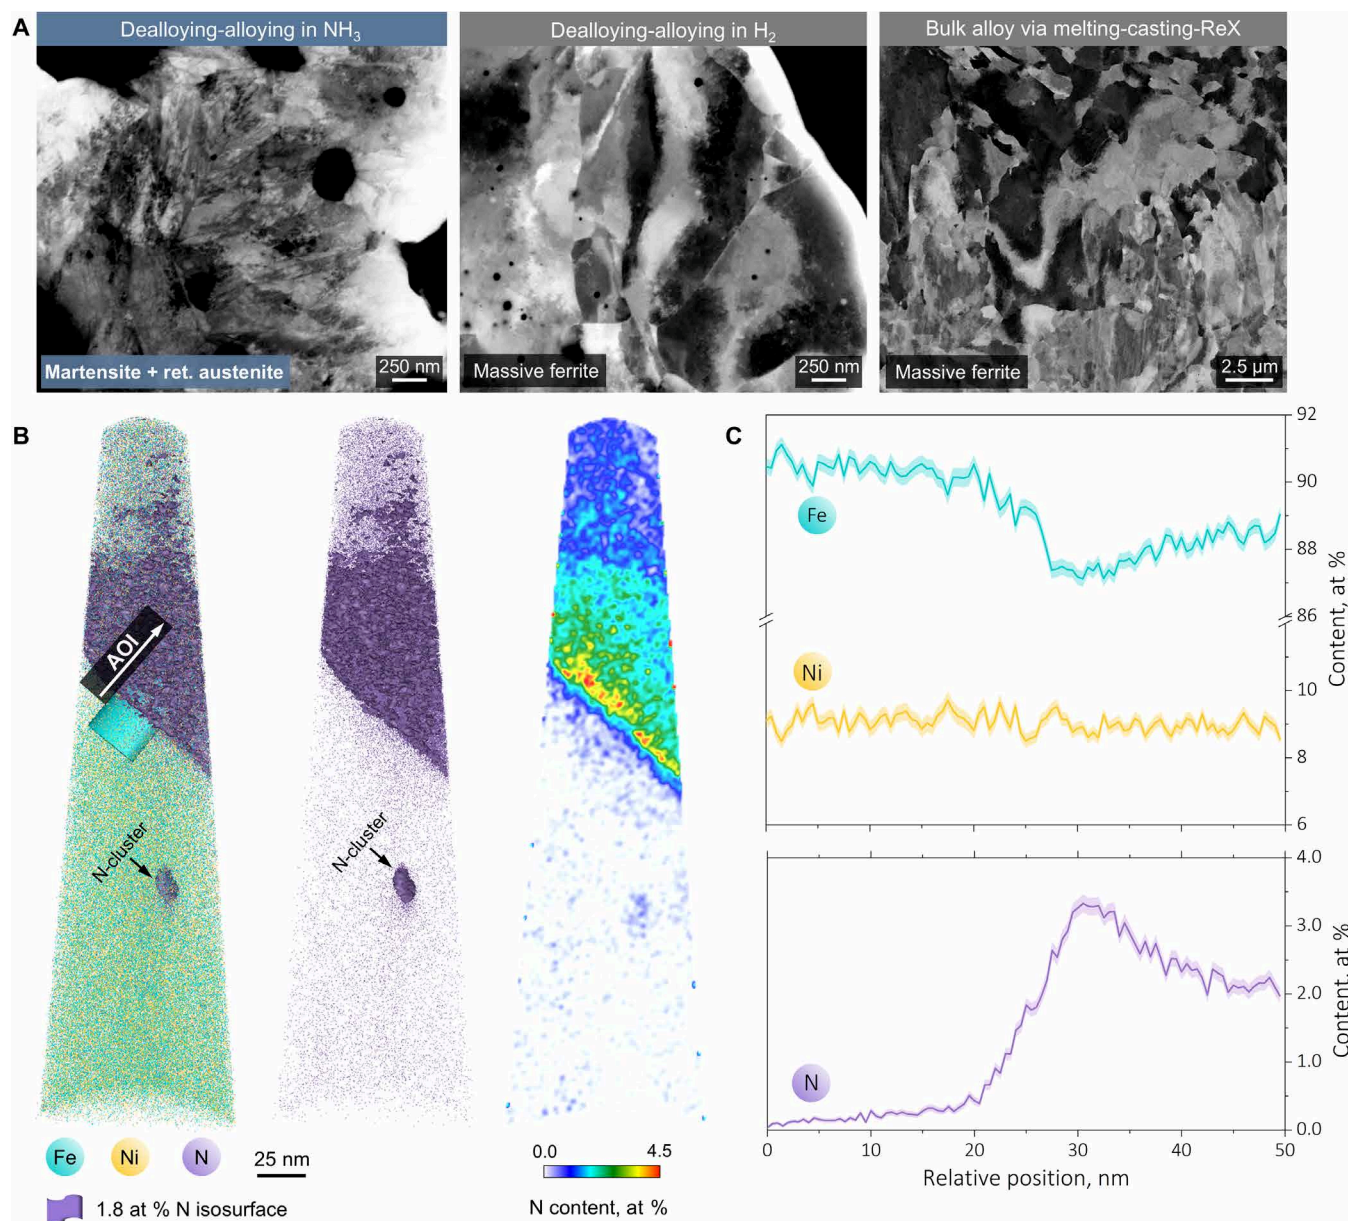 A
Dealloying-alloying in NH₃
Dealloying-alloying in H₂
Bulk alloy via melting-casting-ReX
Martensite + ret. austenite
250 nm
Massive ferrite
250 nm
Massive ferrite
2.5 µm
B
AOI
N-cluster
N-cluster
Fe
Ni
N
25 nm
1.8 at % N isosurface
0.0
4.5
N content, at %
C
Fe
Ni
92
90
88
86
10
8
6
Content, at %
N
4.0
3.0
2.0
1.0
0.0
Content, at %
0
10
20
30
40
50
Relative position, nm